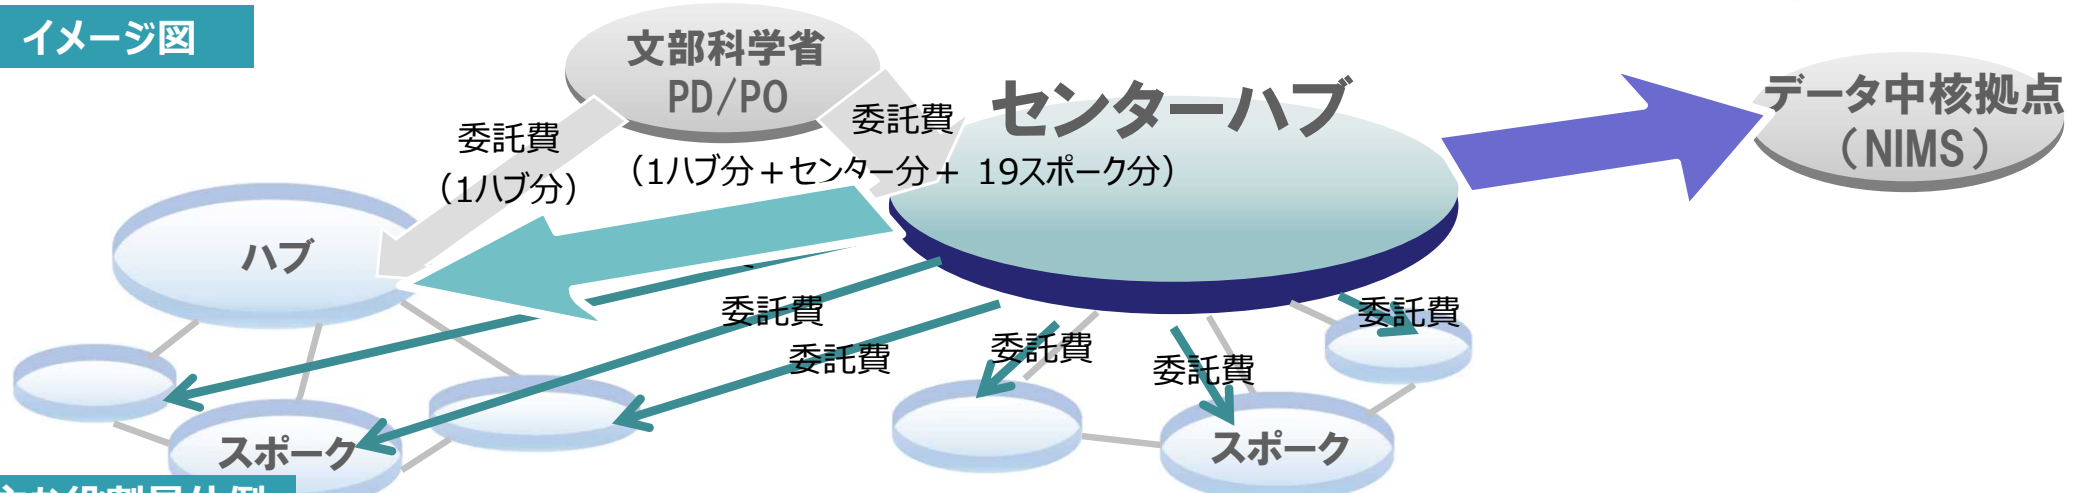 イメージ図
文部科学省
PD/PO
センターハブ
データ中核拠点
（NIMS）
委託費
（1ハブ分）
委託費
（1ハブ分＋センター分＋ 19スポーク分）
ハブ
委託費
委託費
委託費
委託費
委託費
スポーク
スポーク